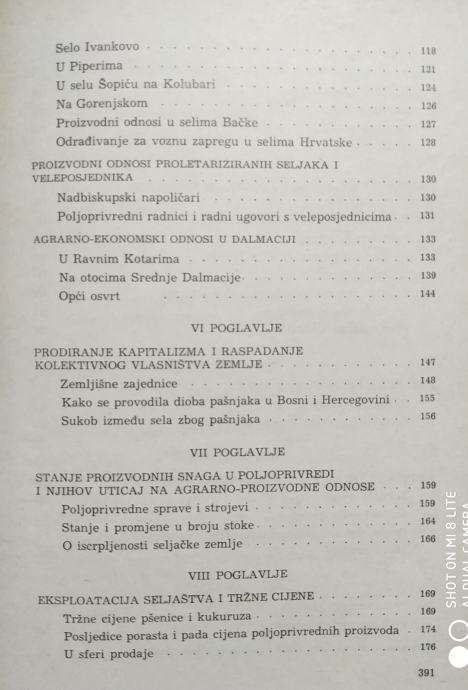 Selo Ivankovo . . . . . . . . . . . . . . . . 118
U Piperima . . . . . . . . . . . . . . . . 121
U selu Šopiću na Kolubari . . . . . . . . . . . . 124
Na Gorenjskom . . . . . . . . . . . . . . . 126
Proizvodni odnosi u selima Bačke . . . . . . . . . . 127
Odrađivanje za voznu zapregu u selima Hrvatske . . . . 128
PROIZVODNI ODNOSI PROLETARIZIRANIH SELJAKA I
VELEPOSJEDNIKA . . . . . . . . . . . . . . . 130
Nadbiskupski napoličari . . . . . . . . . . . . . 130
Poljoprivredni radnici i radni ugovori s veleposjednicima . . 131
AGRARNO-EKONOMSKI ODNOSI U DALMACIJI . . . . . . . . 133
U Ravnim Kotarima . . . . . . . . . . . . . 133
Na otocima Srednje Dalmacije . . . . . . . . . . . 139
Opći osvrt . . . . . . . . . . . . . . . 144
VI POGLAVLJE
PRODIRANJE KAPITALIZMA I RASPADANJE
KOLEKTIVNOG VLASNIŠTVA ZEMLJE . . . . . . . . . . 147
Zemljišne zajednice . . . . . . . . . . . . . . 148
Kako se provodila dioba pašnjaka u Bosni i Hercegovini . . 155
Sukob između sela zbog pašnjaka . . . . . . . . . . 156
VII POGLAVLJE
STANJE PROIZVODNIH SNAGA U POLJOPRIVREDI
I NJIHOV UTICAJ NA AGRARNO-PROIZVODNE ODNOSE . . . 159
Poljoprivredne sprave i strojevi . . . . . . . . . . 159
Stanje i promjene u broju stoke . . . . . . . . . . 164
O iscrpljenosti seljačke zemlje . . . . . . . . . . 166
VIII POGLAVLJE
EKSPLOATACIJA SELJAŠTVA I TRŽNE CIJENE . . . . . . . 169
Tržne cijene pšenice i kukuruza . . . . . . . . . . 169
Posljedice porasta i pada cijena poljoprivrednih proizvoda . 174
U sferi prodaje . . . . . . . . . . . . . . . 176
391
SHOT ON MI 8 LITE
AI DUAL CAMERA